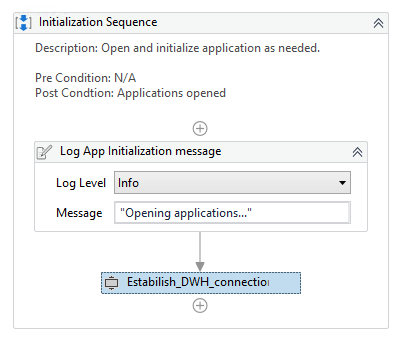 Initialization Sequence
Description: Open and initialize application as needed.
Pre Condition: N/A
Post Condtion: Applications opened
Log App Initialization message
Log Level Info
Message "Opening applications..."
Estabilish_DWH_connection